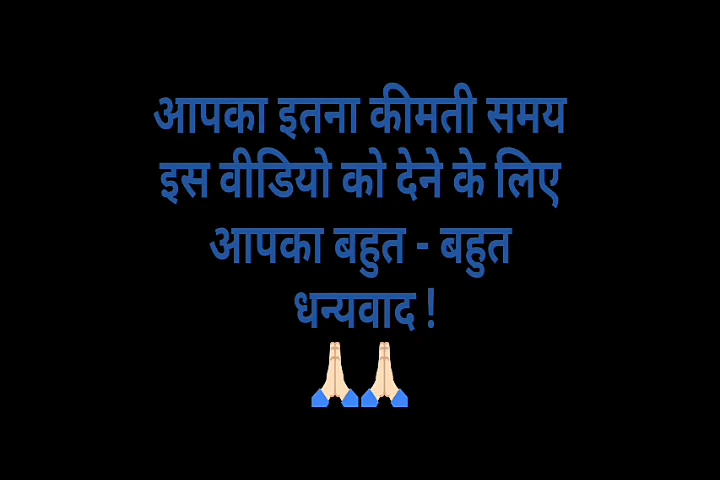 आपका इतना कीमती समय
इस वीडियो को देने के लिए
आपका बहुत - बहुत
धन्यवाद !
🙏🏻🙏🏻